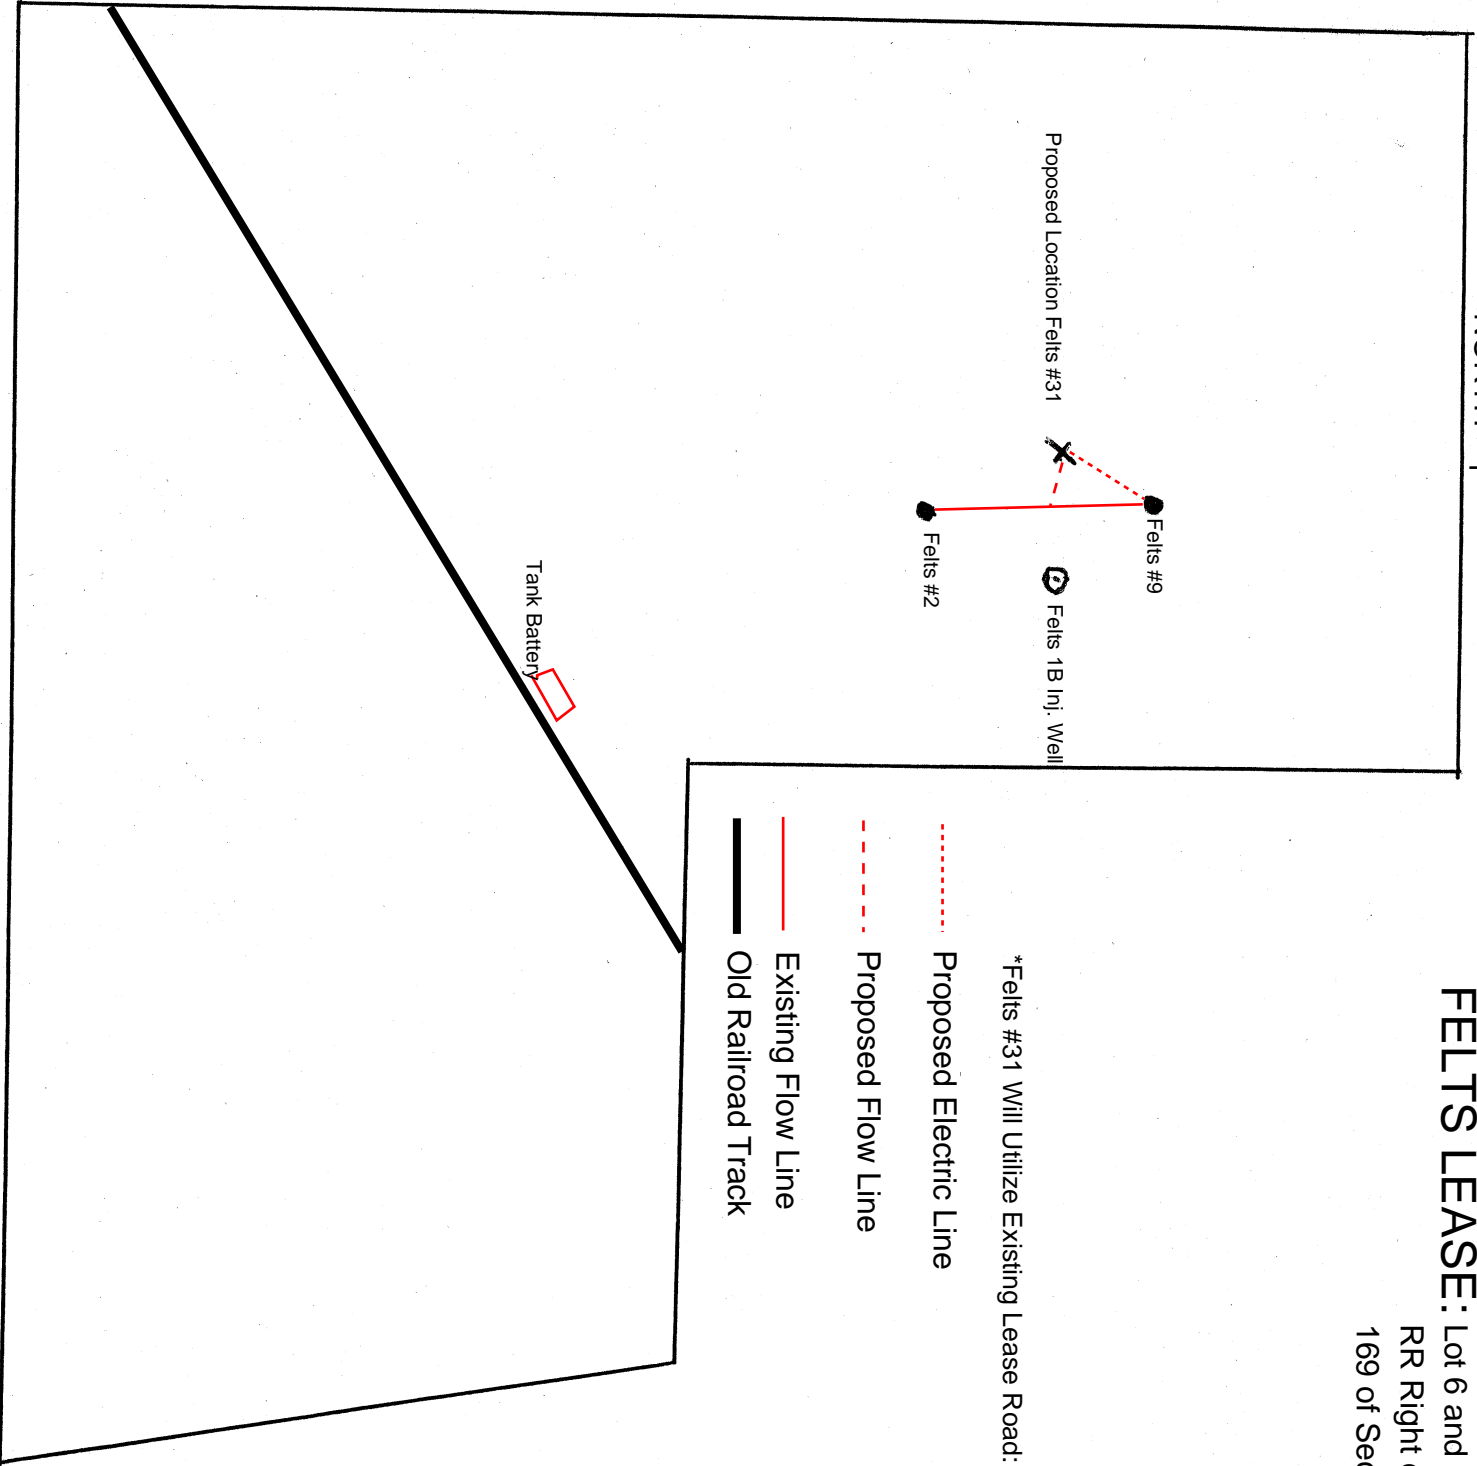 FELTS LEASE: Lot 6 and
RR Right
169 of Sec
Felts #9
Proposed Location Felts #31
Felts 1B Inj. Well
Felts #2
Tank Battery
*Felts #31 Will Utilize Existing Lease Road:
Proposed Electric Line
Proposed Flow Line
Existing Flow Line
Old Railroad Track